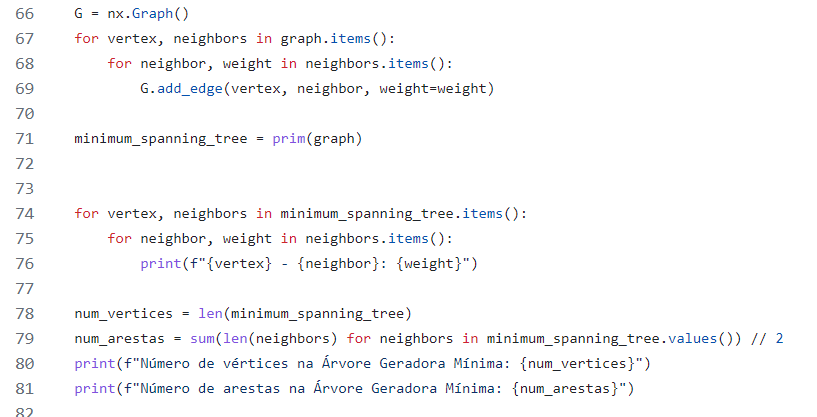 66 G = nx.Graph()
67 for vertex, neighbors in graph.items():
68     for neighbor, weight in neighbors.items():
69         G.add_edge(vertex, neighbor, weight=weight)
70
71 minimum_spanning_tree = prim(graph)
72
73
74 for vertex, neighbors in minimum_spanning_tree.items():
75     for neighbor, weight in neighbors.items():
76         print(f"{vertex} - {neighbor}: {weight}")
77
78 num_vertices = len(minimum_spanning_tree)
79 num_arestas = sum(len(neighbors) for neighbors in minimum_spanning_tree.values()) // 2
80 print(f"Número de vértices na Árvore Geradora Mínima: {num_vertices}")
81 print(f"Número de arestas na Árvore Geradora Mínima: {num_arestas}")
82